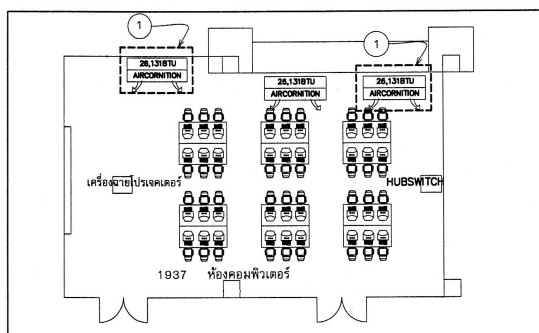 1
1
26,131BTU
AIRCORNITION
26,131BTU
AIRCORNITION
26,131BTU
AIRCORNITION
เครื่องฉายโปรเจคเตอร์
HUBSWITCH
1937 ห้องคอมพิวเตอร์